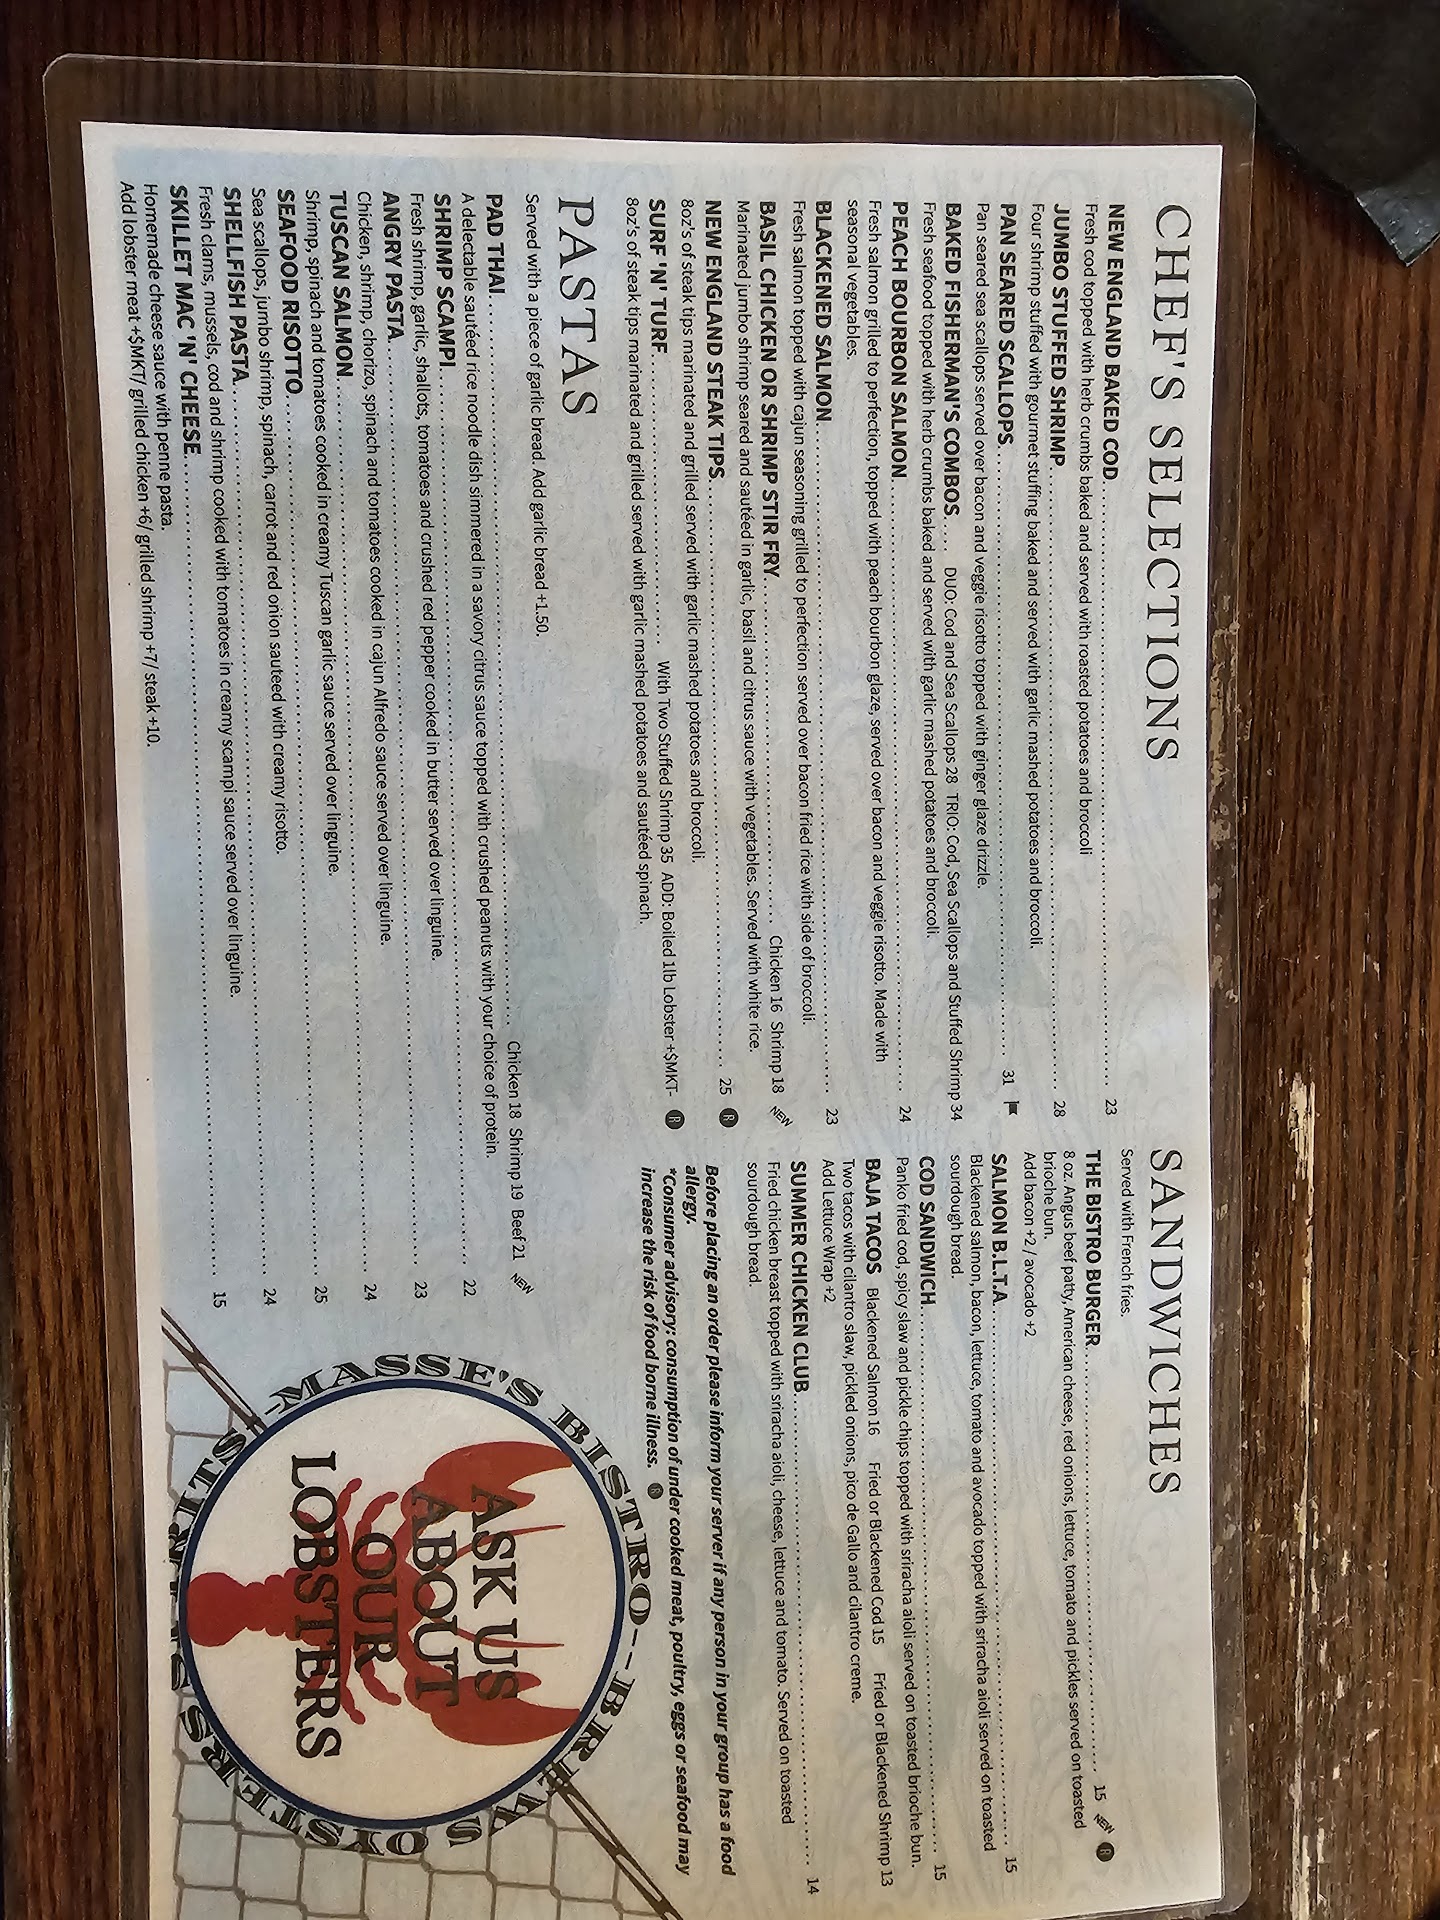 CHEF'S SELECTIONS
NEW ENGLAND BAKED COD 23
Fresh cod topped with herb crumbs baked and served with roasted potatoes and broccoli
JUMBO STUFFED SHRIMP 28
Four shrimp stuffed with gourmet stuffing baked and served with garlic mashed potatoes and broccoli.
PAN SEARED SCALLOPS 31
Pan seared sea scallops served over bacon and veggie risotto topped with ginger glaze drizzle.
BAKED FISHERMAN'S COMBOS .... DUO: Cod and Sea Scallops 28 TRIO: Cod, Sea Scallops and Stuffed Shrimp 34
Fresh seafood topped with herb crumbs baked and served with garlic mashed potatoes and broccoli.
PEACH BOURBON SALMON 24
Fresh salmon grilled to perfection, topped with peach bourbon glaze, served over bacon and veggie risotto. Made with
seasonal vegetables.
BLACKENED SALMON 23
Fresh salmon topped with cajun seasoning grilled to perfection served over bacon fried rice with side of broccoli.
BASIL CHICKEN OR SHRIMP STIR FRY Chicken 16 Shrimp 18 NEW
Marinated jumbo shrimp seared and sautéed in garlic, basil and citrus sauce with vegetables. Served with white rice.
NEW ENGLAND STEAK TIPS 25 R
8oz's of steak tips marinated and grilled served with garlic mashed potatoes and broccoli.
SURF 'N' TURF With Two Stuffed Shrimp 35 ADD: Boiled 1lb Lobster +$MKT- R
8oz's of steak tips marinated and grilled served with garlic mashed potatoes and sautéed spinach.
PASTAS
Served with a piece of garlic bread. Add garlic bread +1.50.
PAD THAI Chicken 18 Shrimp 19 Beef 21 NEW
A delectable sautéed rice noodle dish simmered in a savory citrus sauce topped with crushed peanuts with your choice of protein.
SHRIMP SCAMPI 22
Fresh shrimp, garlic, shallots, tomatoes and crushed red pepper cooked in butter served over linguine.
ANGRY PASTA 23
Chicken, shrimp, chorizo, spinach and tomatoes cooked in cajun Alfredo sauce served over linguine.
TUSCAN SALMON 24
Shrimp, spinach and tomatoes cooked in creamy Tuscan garlic sauce served over linguine.
SEAFOOD RISOTTO 25
Sea scallops, jumbo shrimp, spinach, carrot and red onion sauteed with creamy risotto.
SHELLFISH PASTA 24
Fresh clams, mussels, cod and shrimp cooked with tomatoes in creamy scampi sauce served over linguine.
SKILLET MAC 'N' CHEESE 15
Homemade cheese sauce with penne pasta.
Add lobster meat +$MKT/ grilled chicken +6/ grilled shrimp +7/ steak +10.
SANDWICHES
Served with French fries.
THE BISTRO BURGER 15 NEW R
8 oz. Angus beef patty, American cheese, red onions, lettuce, tomato and pickles served on toasted
brioche bun.
Add bacon +2 / avocado +2
SALMON B.L.T.A 15
Blackened salmon, bacon, lettuce, tomato and avocado topped with sriracha aioli served on toasted
sourdough bread.
COD SANDWICH 15
Panko fried cod, spicy slaw and pickle chips topped with sriracha aioli served on toasted brioche bun.
BAJA TACOS Blackened Salmon 16 Fried or Blackened Cod 15 Fried or Blackened Shrimp 13
Two tacos with cilantro slaw, pickled onions, pico de Gallo and cilantro creme.
Add Lettuce Wrap +2
SUMMER CHICKEN CLUB 14
Fried chicken breast topped with sriracha aioli, cheese, lettuce and tomato. Served on toasted
sourdough bread.
Before placing an order please inform your server if any person in your group has a food
allergy.
*Consumer advisory: consumption of under cooked meat, poultry, eggs or seafood may
increase the risk of food borne illness. R
-MASSE'S BISTRO--BREWS
OYSTERS
ASK US
ABOUT
OUR
LOBSTERS